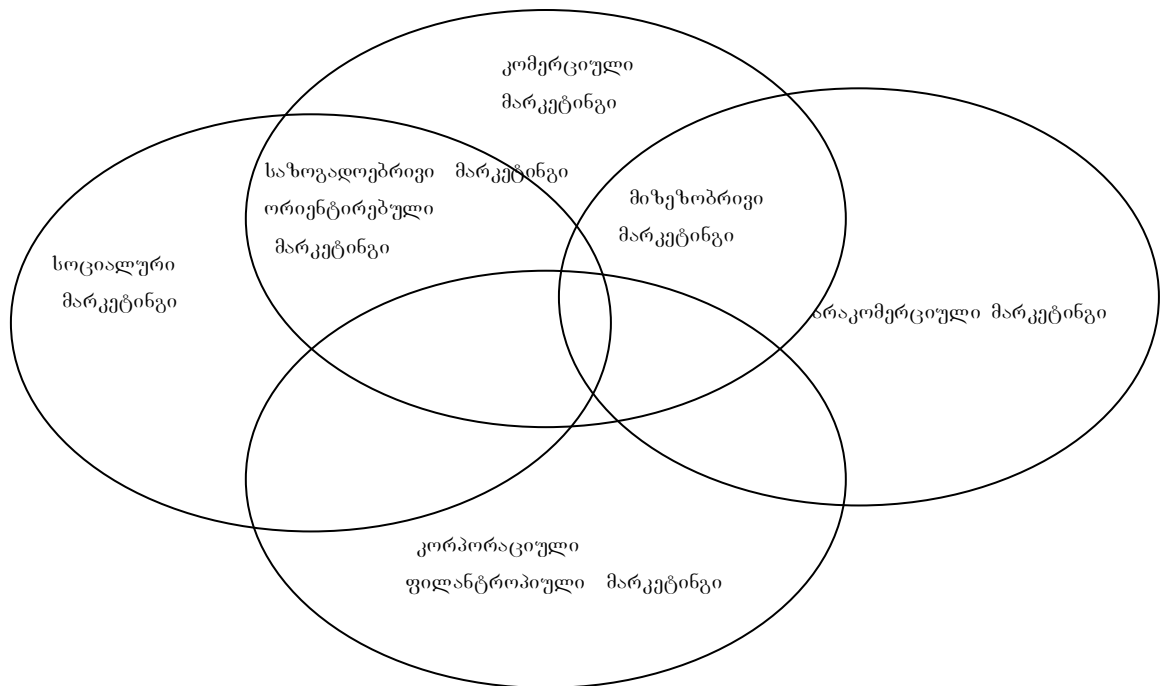 კომერციული
მარკეტინგი
საზოგადოებრივი მარკეტინგი
ორიენტირებული
მარკეტინგი
მიზეზობრივი
მარკეტინგი
სოციალური
მარკეტინგი
არაკომერციული მარკეტინგი
კორპორაციული
ფილანტროპიული მარკეტინგი